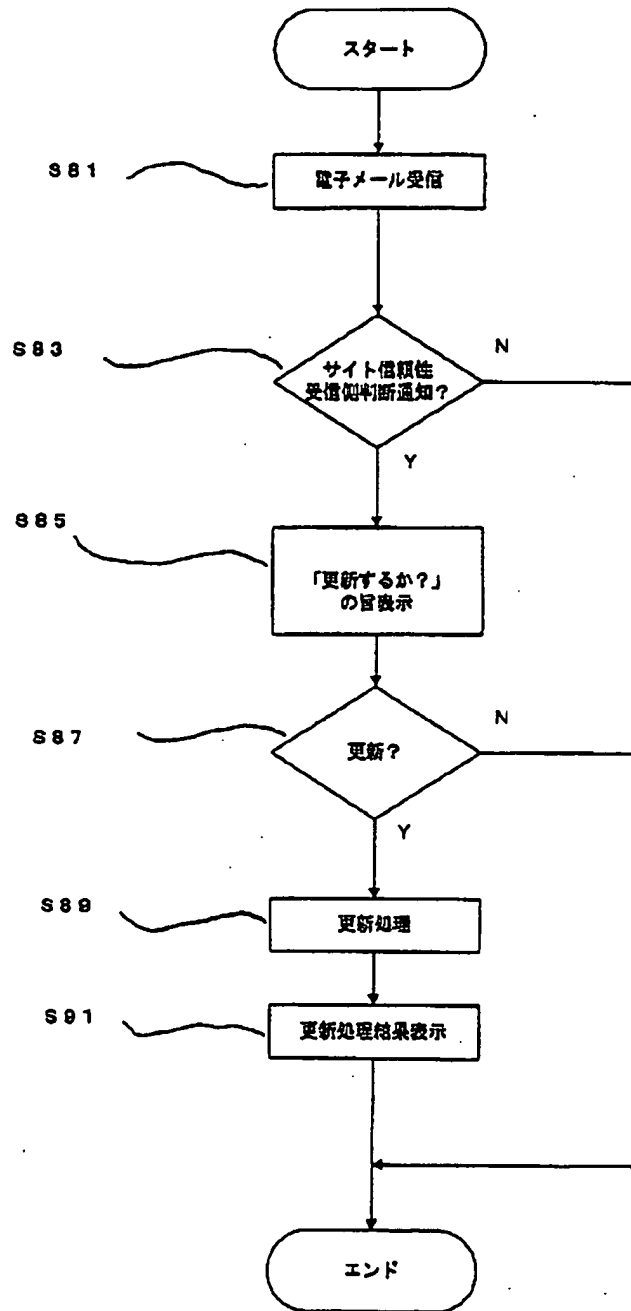 スタート
S81
電子メール受信
S83
サイト信頼性
受信側判断通知?
N
Y
S85
「更新するか?」
の旨表示
S87
更新?
N
Y
S89
更新処理
S91
更新処理結果表示
エンド